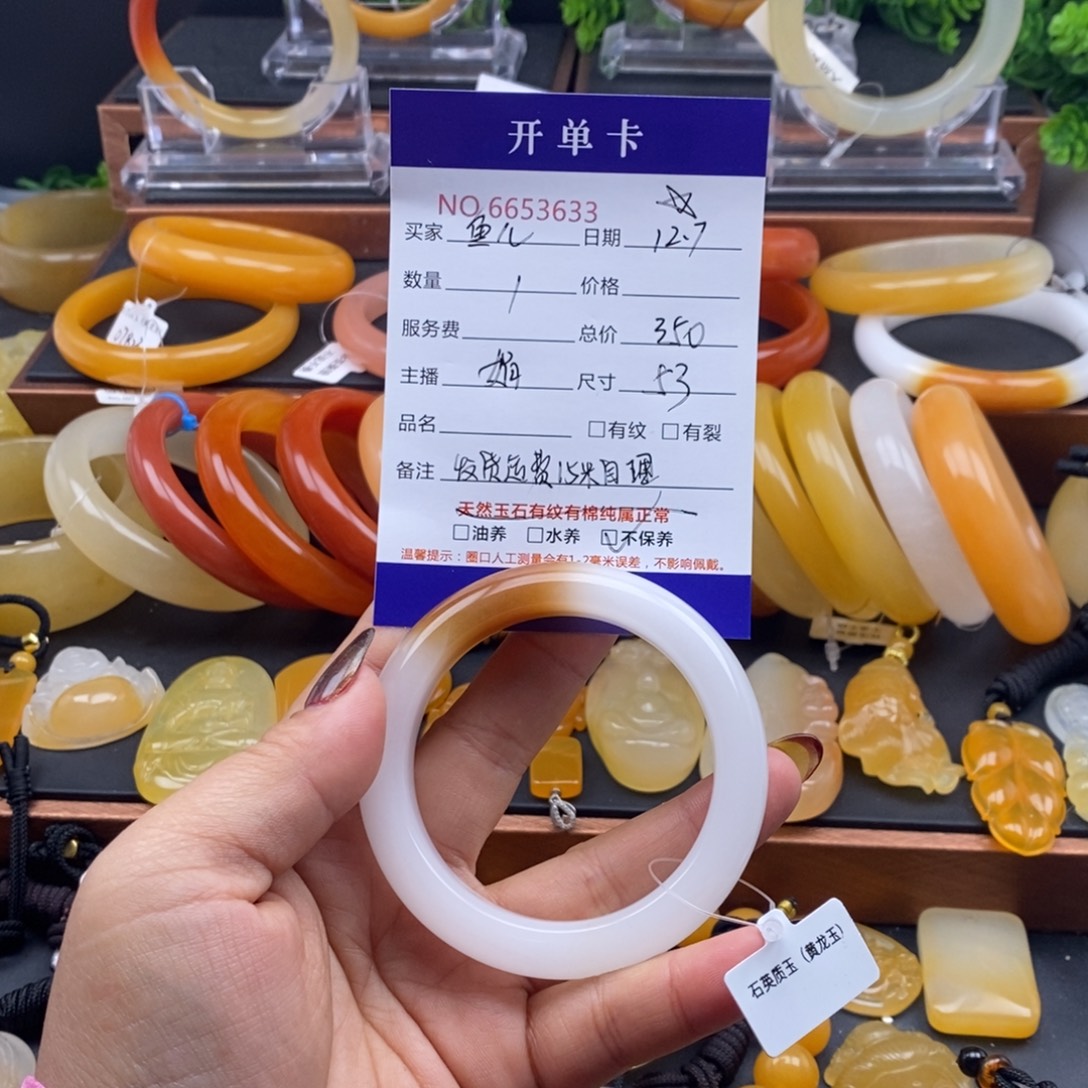 开单卡
NO.6653633
买家 鱼儿 日期 12.7
数量 1 价格
服务费 总价 350
主播 尺寸 53
品名 □有纹 □有裂
备注 发货运费15米自理
天然玉石有纹有棉纯属正常
□油养 □水养 □不保养
温馨提示：圈口人工测量会有1-2毫米误差，不影响佩戴。
石英质玉（黄龙玉）